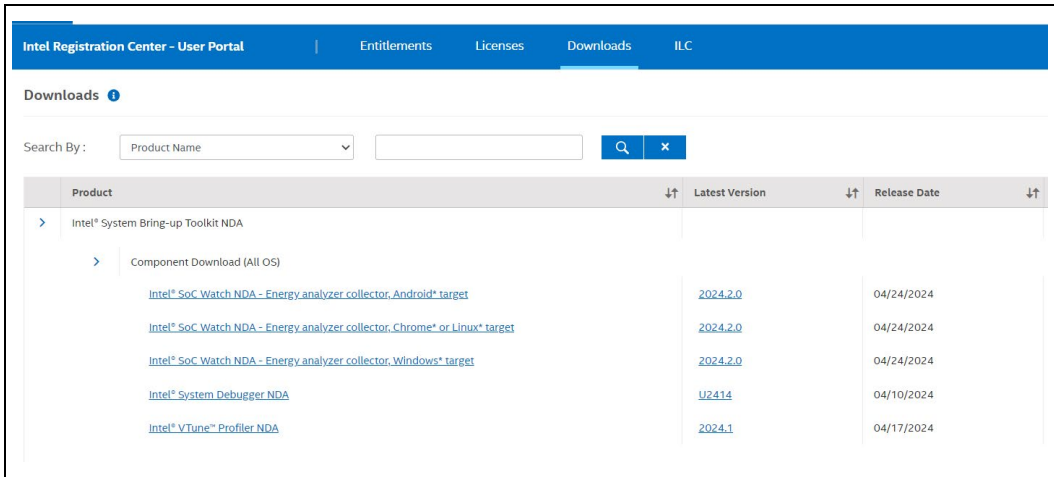 Intel Registration Center - User Portal | Entitlements Licenses Downloads ILC
Downloads
Search By : Product Name
Product Latest Version Release Date
Intel® System Bring-up Toolkit NDA
Component Download (All OS)
Intel® SoC Watch NDA - Energy analyzer collector, Android* target 2024.2.0 04/24/2024
Intel® SoC Watch NDA - Energy analyzer collector, Chrome* or Linux* target 2024.2.0 04/24/2024
Intel® SoC Watch NDA - Energy analyzer collector, Windows* target 2024.2.0 04/24/2024
Intel® System Debugger NDA U2414 04/10/2024
Intel® VTune™ Profiler NDA 2024.1 04/17/2024